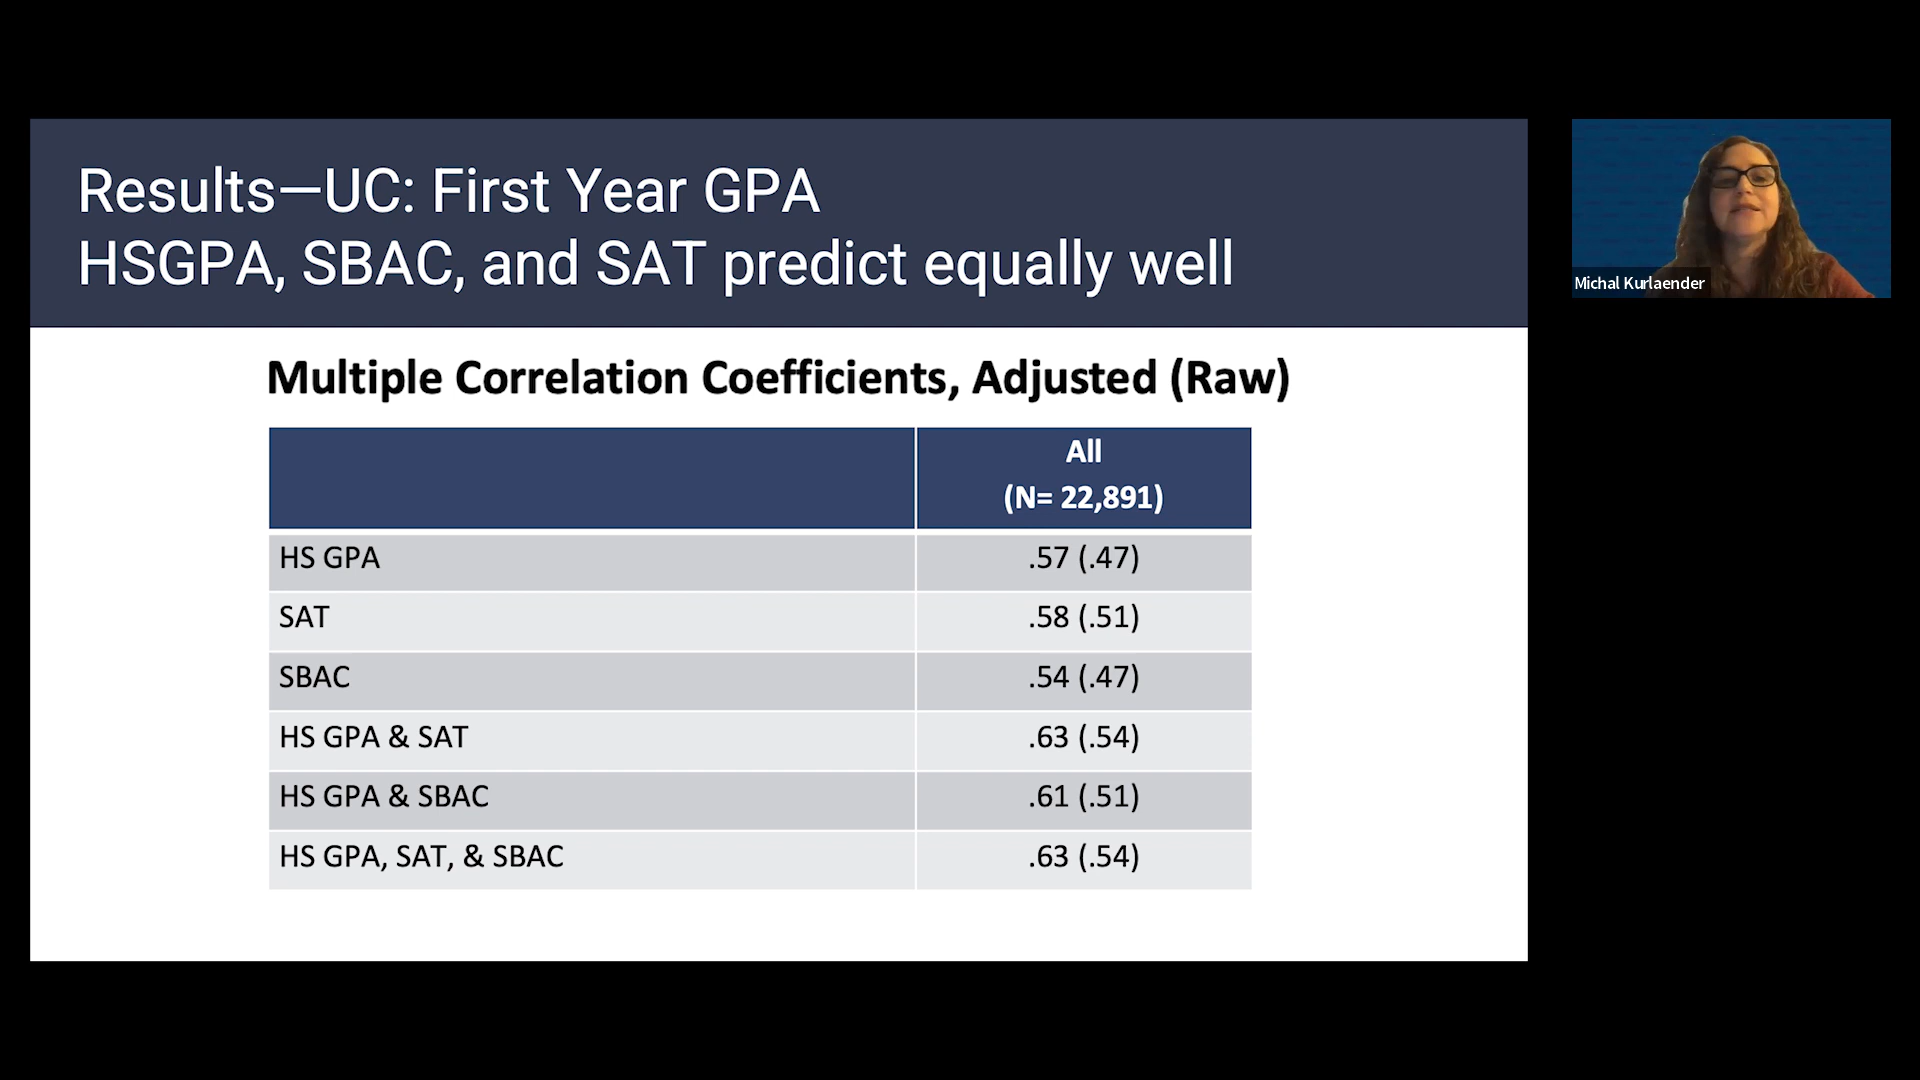 Results—UC: First Year GPA
HSGPA, SBAC, and SAT predict equally well
Multiple Correlation Coefficients, Adjusted (Raw)
All
(N= 22,891)
HS GPA .57 (.47)
SAT .58 (.51)
SBAC .54 (.47)
HS GPA & SAT .63 (.54)
HS GPA & SBAC .61 (.51)
HS GPA, SAT, & SBAC .63 (.54)
Michal Kurlaender